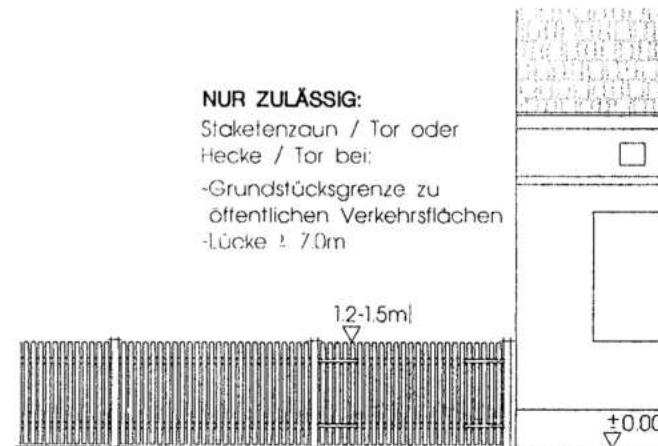 NUR ZULÄSSIG:
Staketenzaun / Tor oder
Hecke / Tor bei:
-Grundstücksgrenze zu
öffentlichen Verkehrsflächen
-Lücke 7.0m
1.2-1.5m
±0.00